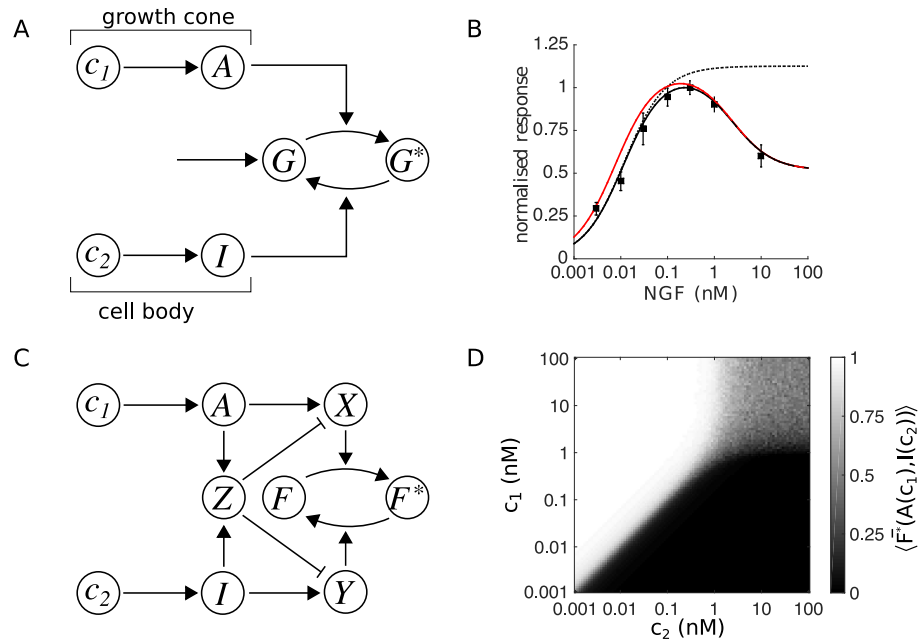 A
growth cone
c1
A
G
G*
c2
I
cell body
B
normalised response
1.25
1
0.75
0.5
0.25
0
0.001 0.01 0.1 1 10 100
NGF (nM)
C
c1
A
X
Z
F
F*
c2
I
Y
D
c1 (nM)
100
10
1
0.1
0.01
0.001
0.001 0.01 0.1 1 10 100
c2 (nM)
1
0.75
0.5
0.25
0
⟨F̄*(A(c1),I(c2))⟩